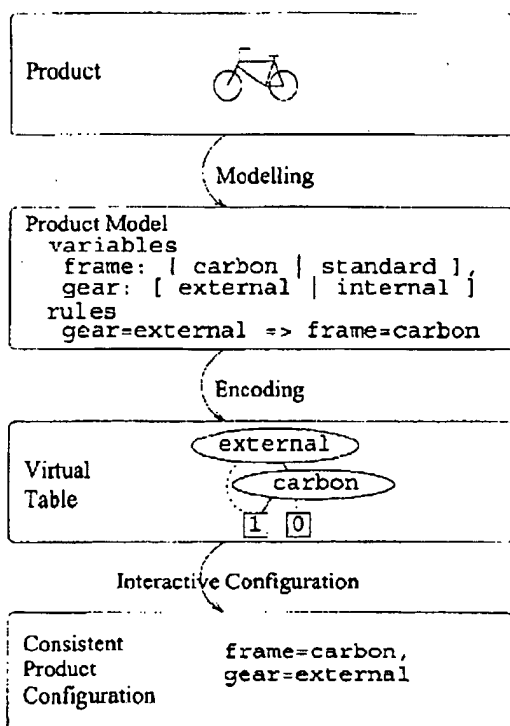 Product
Modelling
Product Model
variables
frame: [ carbon | standard ],
gear: [ external | internal ]
rules
gear=external => frame=carbon
Encoding
external
Virtual
carbon
Table
1 0
Interactive Configuration
Consistent
frame=carbon,
Product
gear=external
Configuration